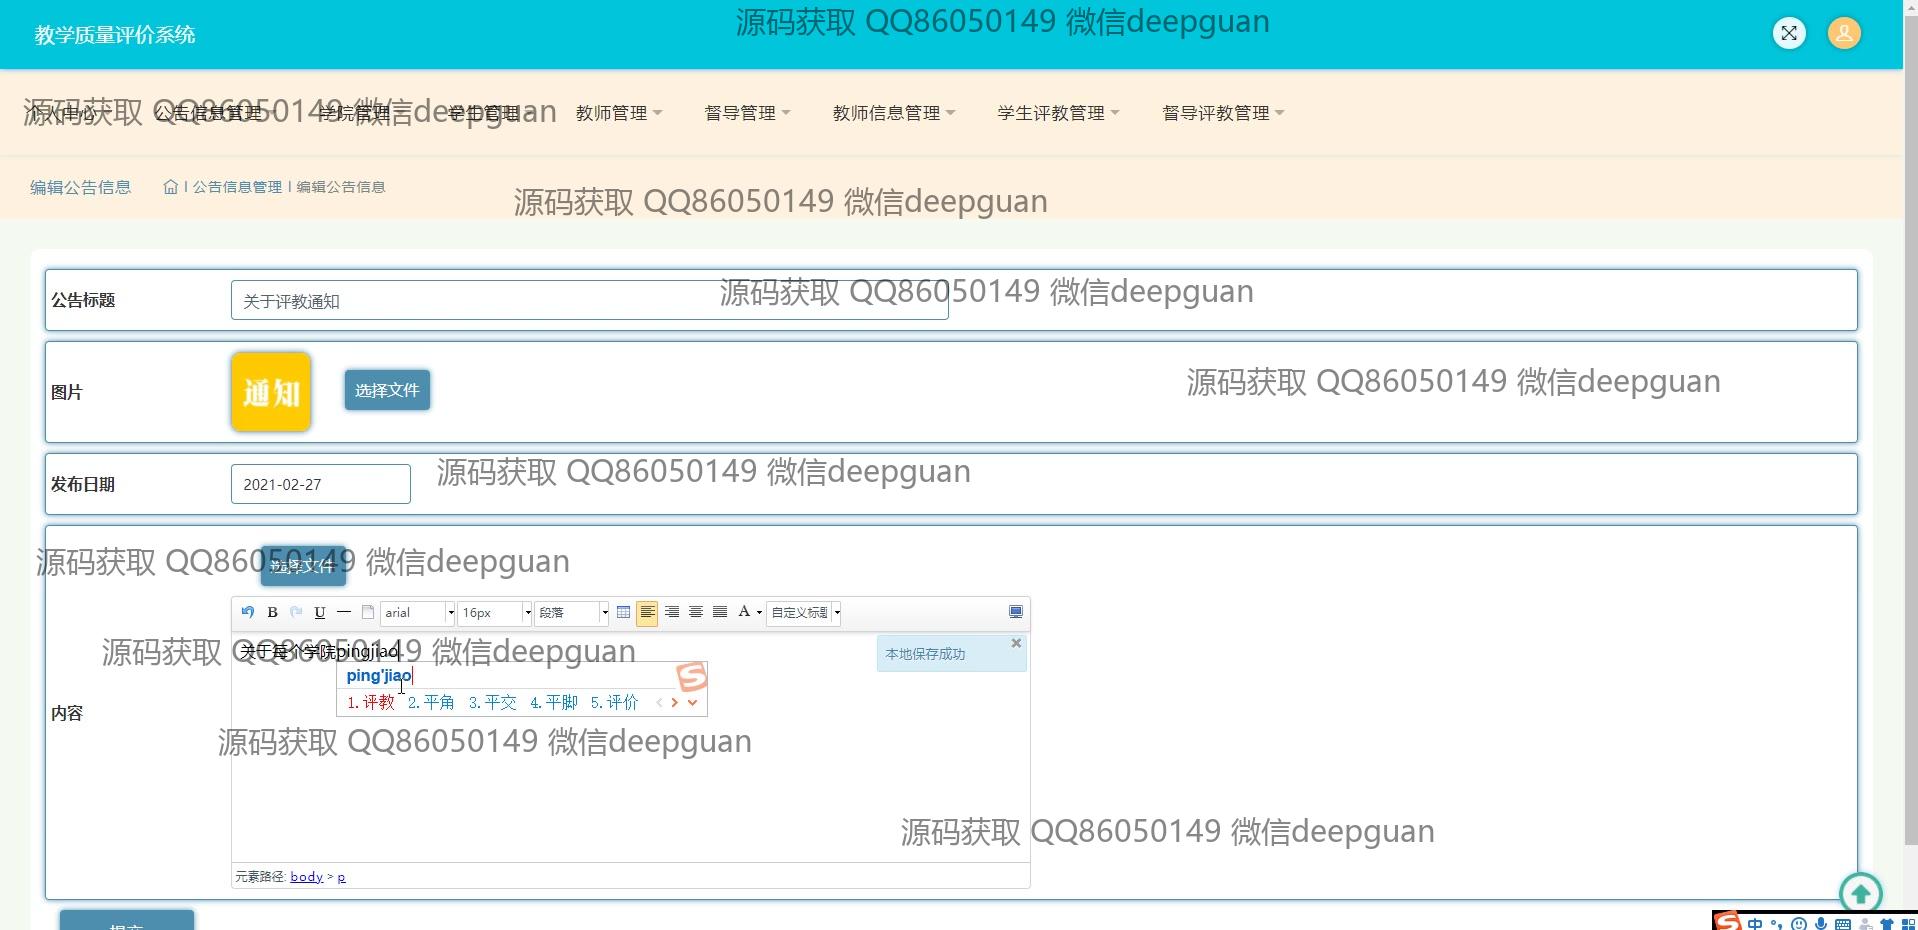 源码获取 QQ86050149 微信deepguan
教学质量评价系统
个人中心 公告信息管理 学院管理 学生管理 教师管理 督导管理 教师信息管理 学生评教管理 督导评教管理
源码获取 QQ86050149 微信deepguan
编辑公告信息 公告信息管理 编辑公告信息
源码获取 QQ86050149 微信deepguan
公告标题 关于评教通知
源码获取 QQ86050149 微信deepguan
图片 通知 选择文件
源码获取 QQ86050149 微信deepguan
发布日期 2021-02-27
源码获取 QQ86050149 微信deepguan
选择文件
源码获取 QQ86050149 微信deepguan
B U arial 16px 段落 A 自定义标题
关于每个学院pingjiao
源码获取 QQ86050149 微信deepguan
本地保存成功
ping'jiao
1.评教 2.平角 3.平交 4.平脚 5.评价
内容
源码获取 QQ86050149 微信deepguan
源码获取 QQ86050149 微信deepguan
元素路径: body > p
提交
中